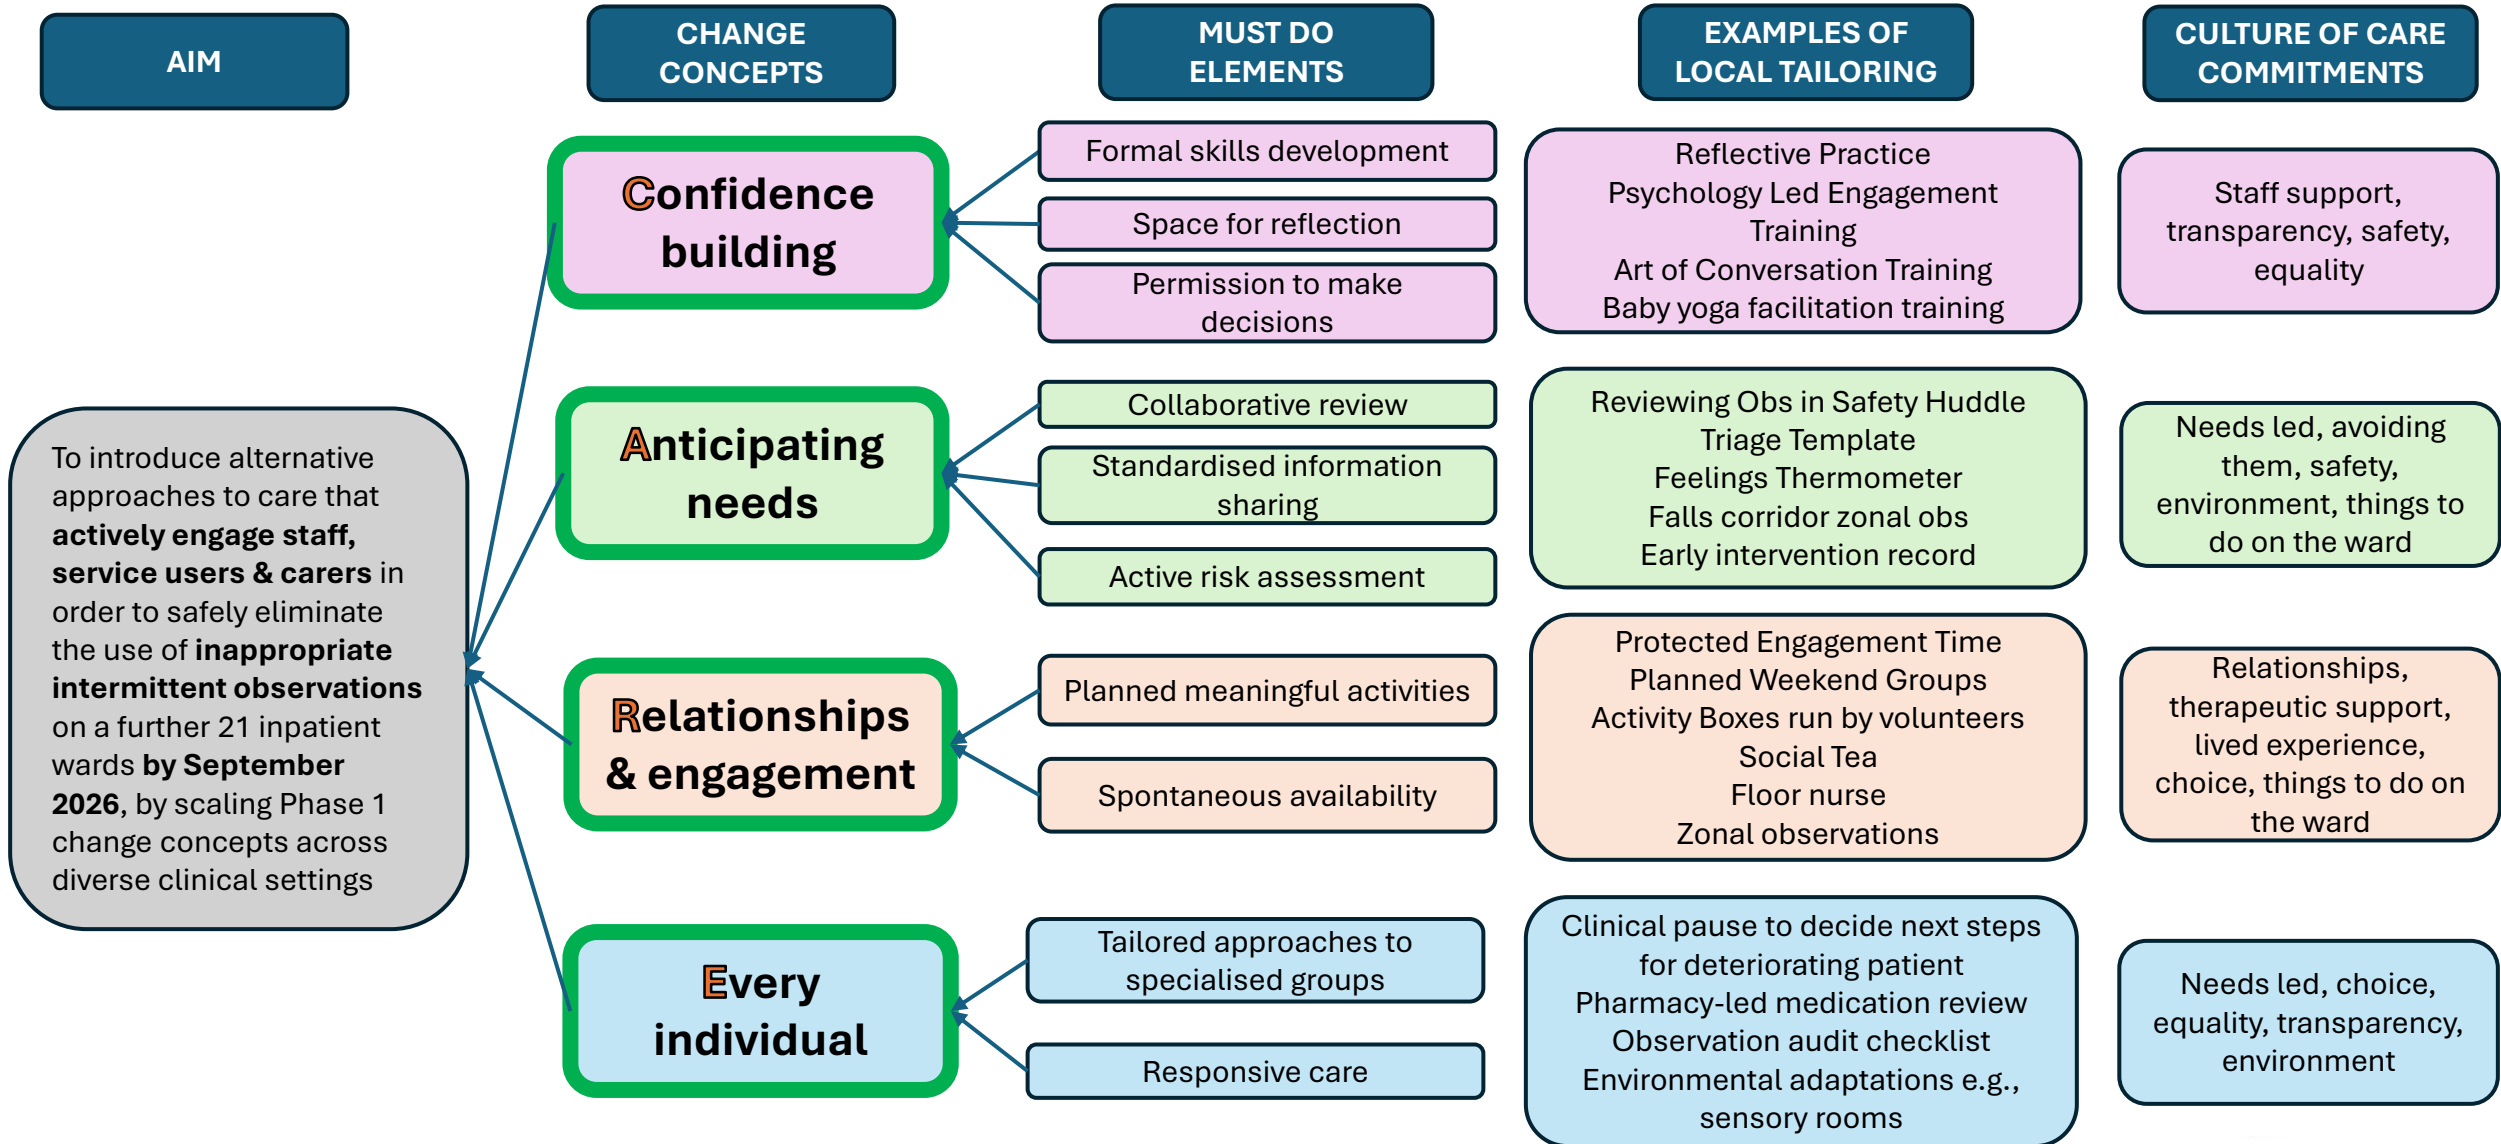 AIM
CHANGE
CONCEPTS
MUST DO
ELEMENTS
EXAMPLES OF
LOCAL TAILORING
CULTURE OF CARE
COMMITMENTS
To introduce alternative
approaches to care that
actively engage staff,
service users & carers in
order to safely eliminate
the use of inappropriate
intermittent observations
on a further 21 inpatient
wards by September
2026, by scaling Phase 1
change concepts across
diverse clinical settings
Confidence
building
Formal skills development
Space for reflection
Permission to make
decisions
Reflective Practice
Psychology Led Engagement
Training
Art of Conversation Training
Baby yoga facilitation training
Staff support,
transparency, safety,
equality
Anticipating
needs
Collaborative review
Standardised information
sharing
Active risk assessment
Reviewing Obs in Safety Huddle
Triage Template
Feelings Thermometer
Falls corridor zonal obs
Early intervention record
Needs led, avoiding
them, safety,
environment, things to
do on the ward
Relationships
& engagement
Planned meaningful activities
Spontaneous availability
Protected Engagement Time
Planned Weekend Groups
Activity Boxes run by volunteers
Social Tea
Floor nurse
Zonal observations
Relationships,
therapeutic support,
lived experience,
choice, things to do on
the ward
Every
individual
Tailored approaches to
specialised groups
Responsive care
Clinical pause to decide next steps
for deteriorating patient
Pharmacy-led medication review
Observation audit checklist
Environmental adaptations e.g.,
sensory rooms
Needs led, choice,
equality, transparency,
environment